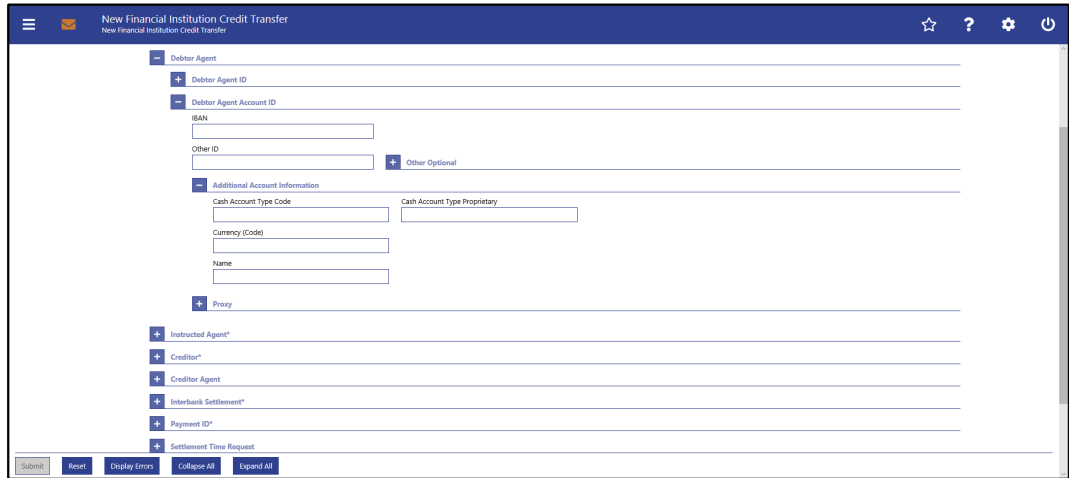 New Financial Institution Credit Transfer
New Financial Institution Credit Transfer
Debtor Agent
Debtor Agent ID
Debtor Agent Account ID
IBAN
Other ID
Other Optional
Additional Account Information
Cash Account Type Code Cash Account Type Proprietary
Currency (Code)
Name
Proxy
Instructed Agent*
Creditor*
Creditor Agent
Interbank Settlement*
Payment ID*
Settlement Time Request
Submit Reset Display Errors Collapse All Expand All